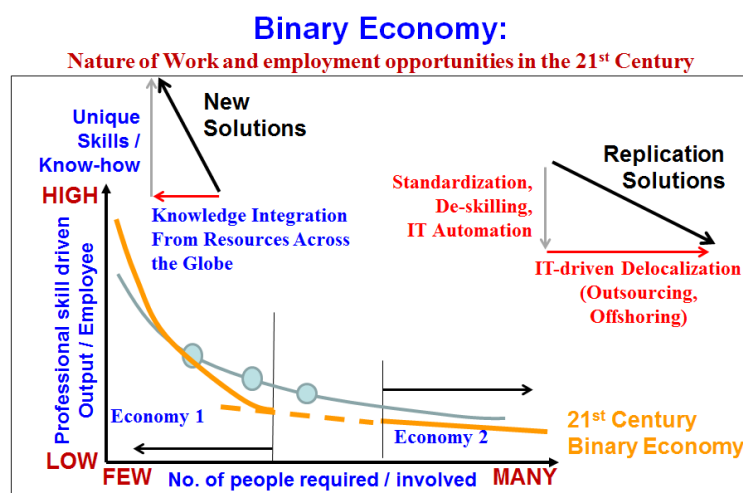 Binary Economy:
Nature of Work and employment opportunities in the 21st Century
Unique
Skills /
Know-how
New
Solutions
HIGH
Knowledge Integration
From Resources Across
the Globe
Standardization,
De-skilling,
IT Automation
Replication
Solutions
IT-driven Delocalization
(Outsourcing,
Offshoring)
Professional skill driven
Output / Employee
Economy 1
Economy 2
21st Century
Binary Economy
LOW
FEW
No. of people required / involved
MANY